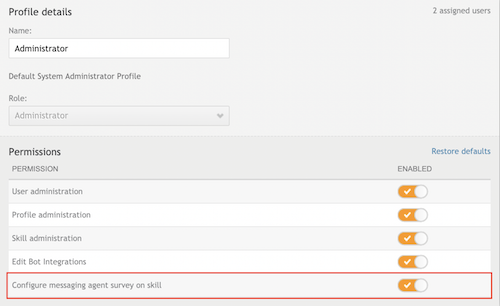 Profile details
2 assigned users
Name:
Administrator
Default System Administrator Profile
Role:
Administrator
Permissions
Restore defaults
PERMISSION
ENABLED
User administration
Profile administration
Skill administration
Edit Bot Integrations
Configure messaging agent survey on skill